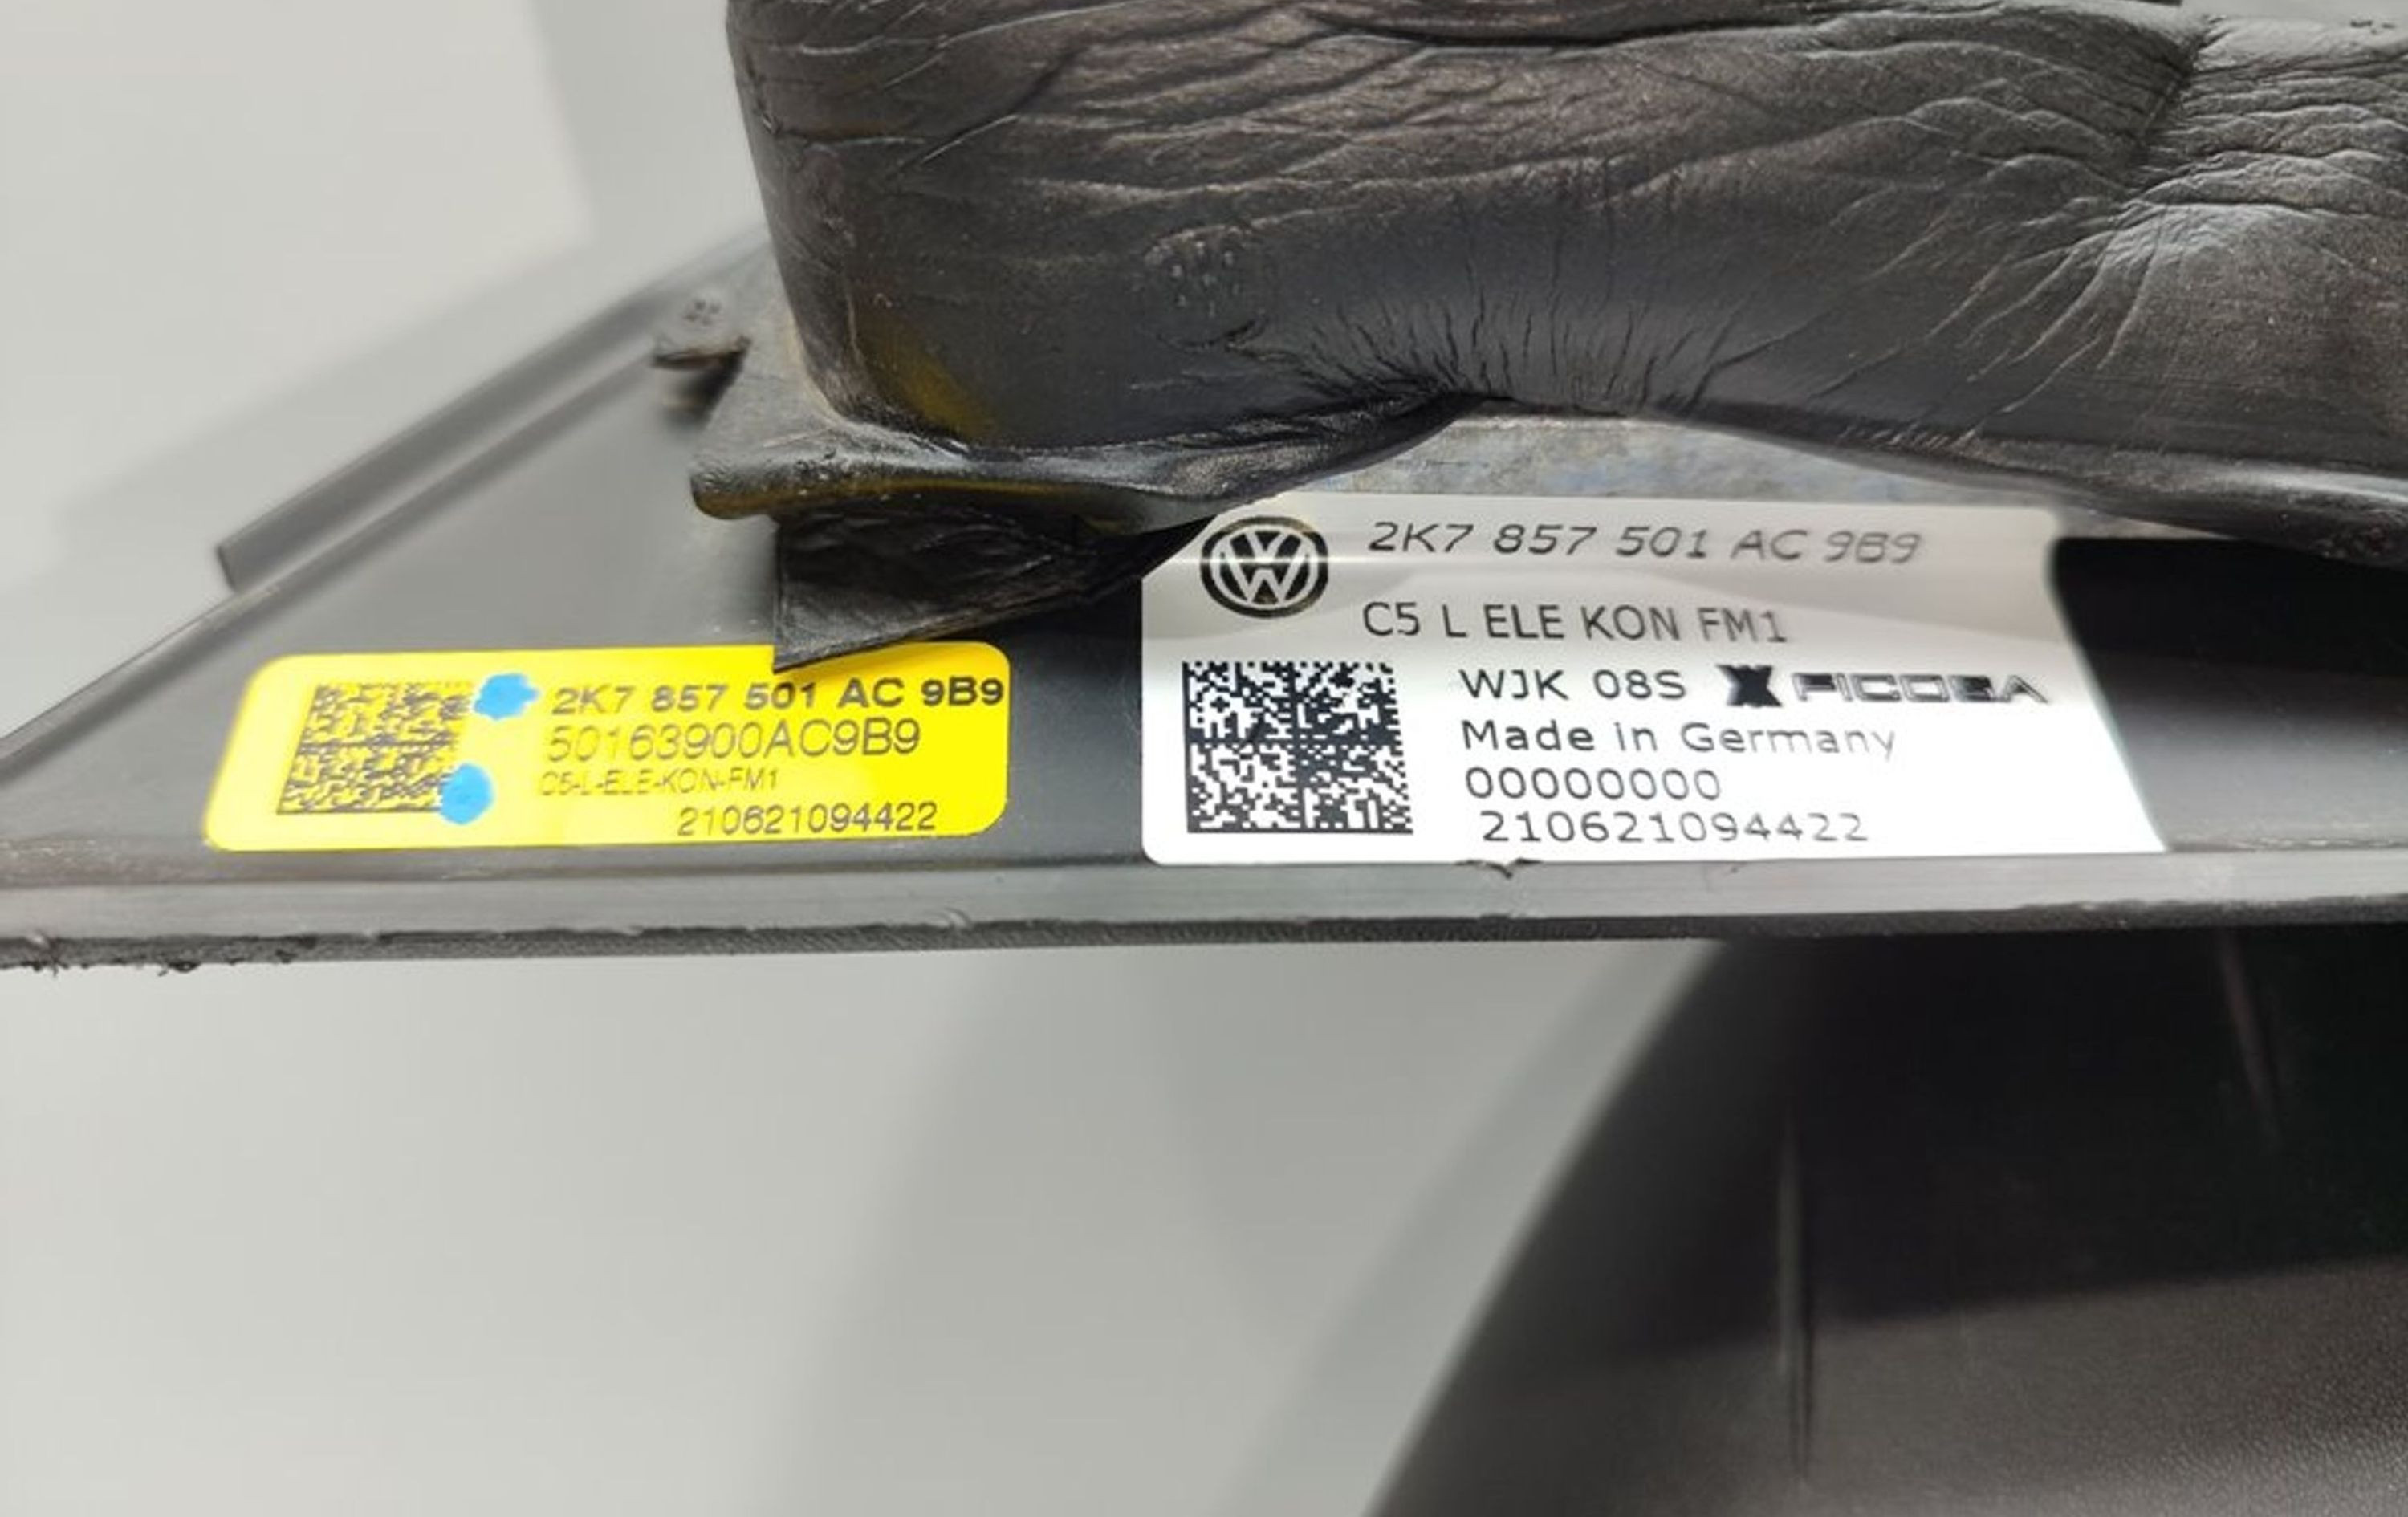 2K7 857 501 AC 9B9
50163900AC9B9
C5-L-ELE-KON-FM1
210621094422
2K7 857 501 AC 9B9
C5 L ELE KON FM1
WJK 08S FICOSA
Made in Germany
00000000
210621094422